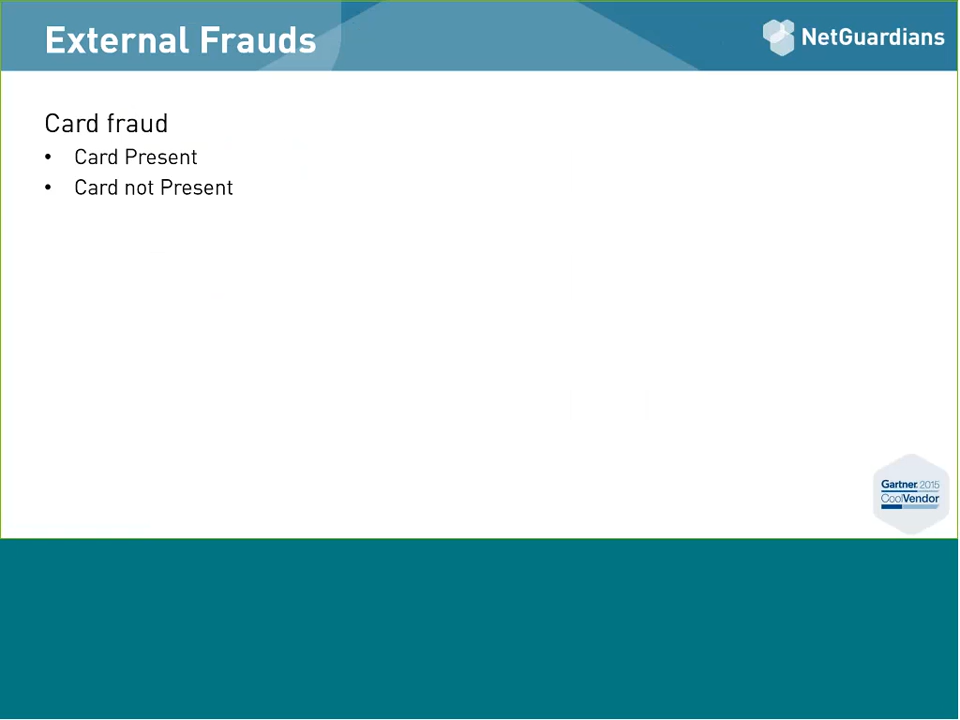 External Frauds
NetGuardians
Card fraud
• Card Present
• Card not Present
Gartner 2015
CoolVendor